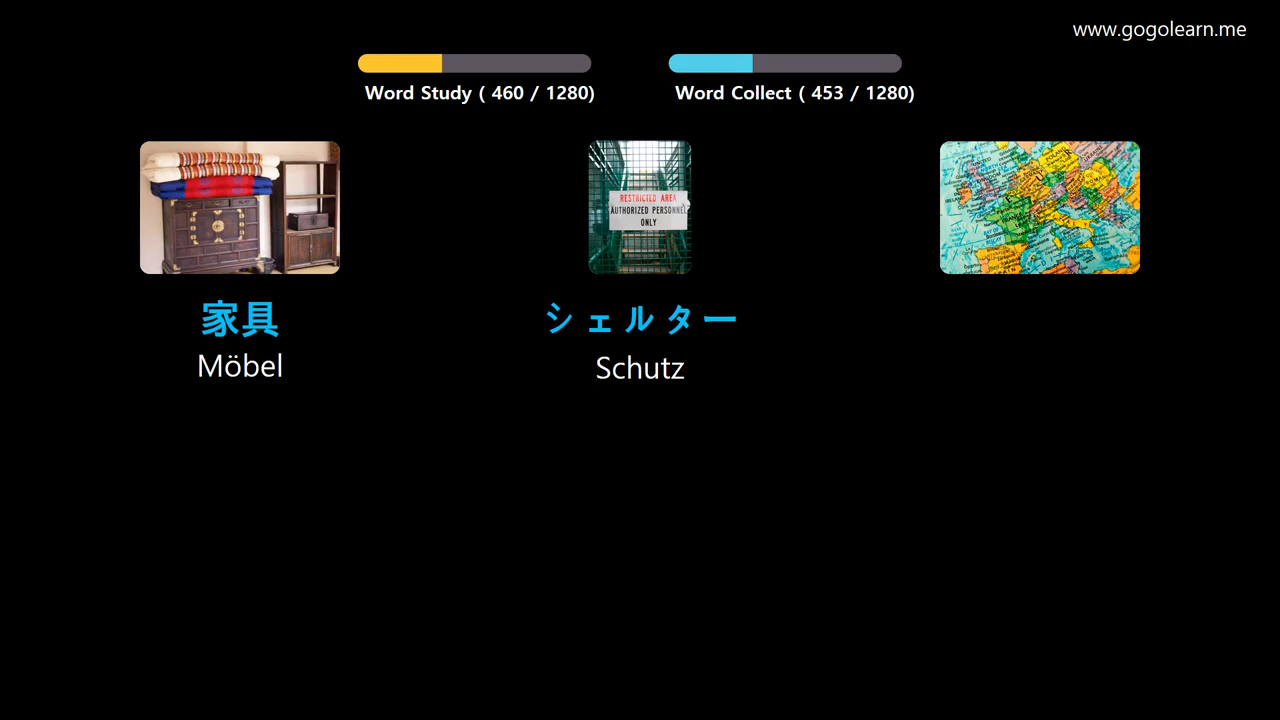 www.gogolearn.me
Word Study ( 460 / 1280)
Word Collect ( 453 / 1280)
RESTRICTED AREA
AUTHORIZED PERSONNEL
ONLY
家具
シェルター
Möbel
Schutz